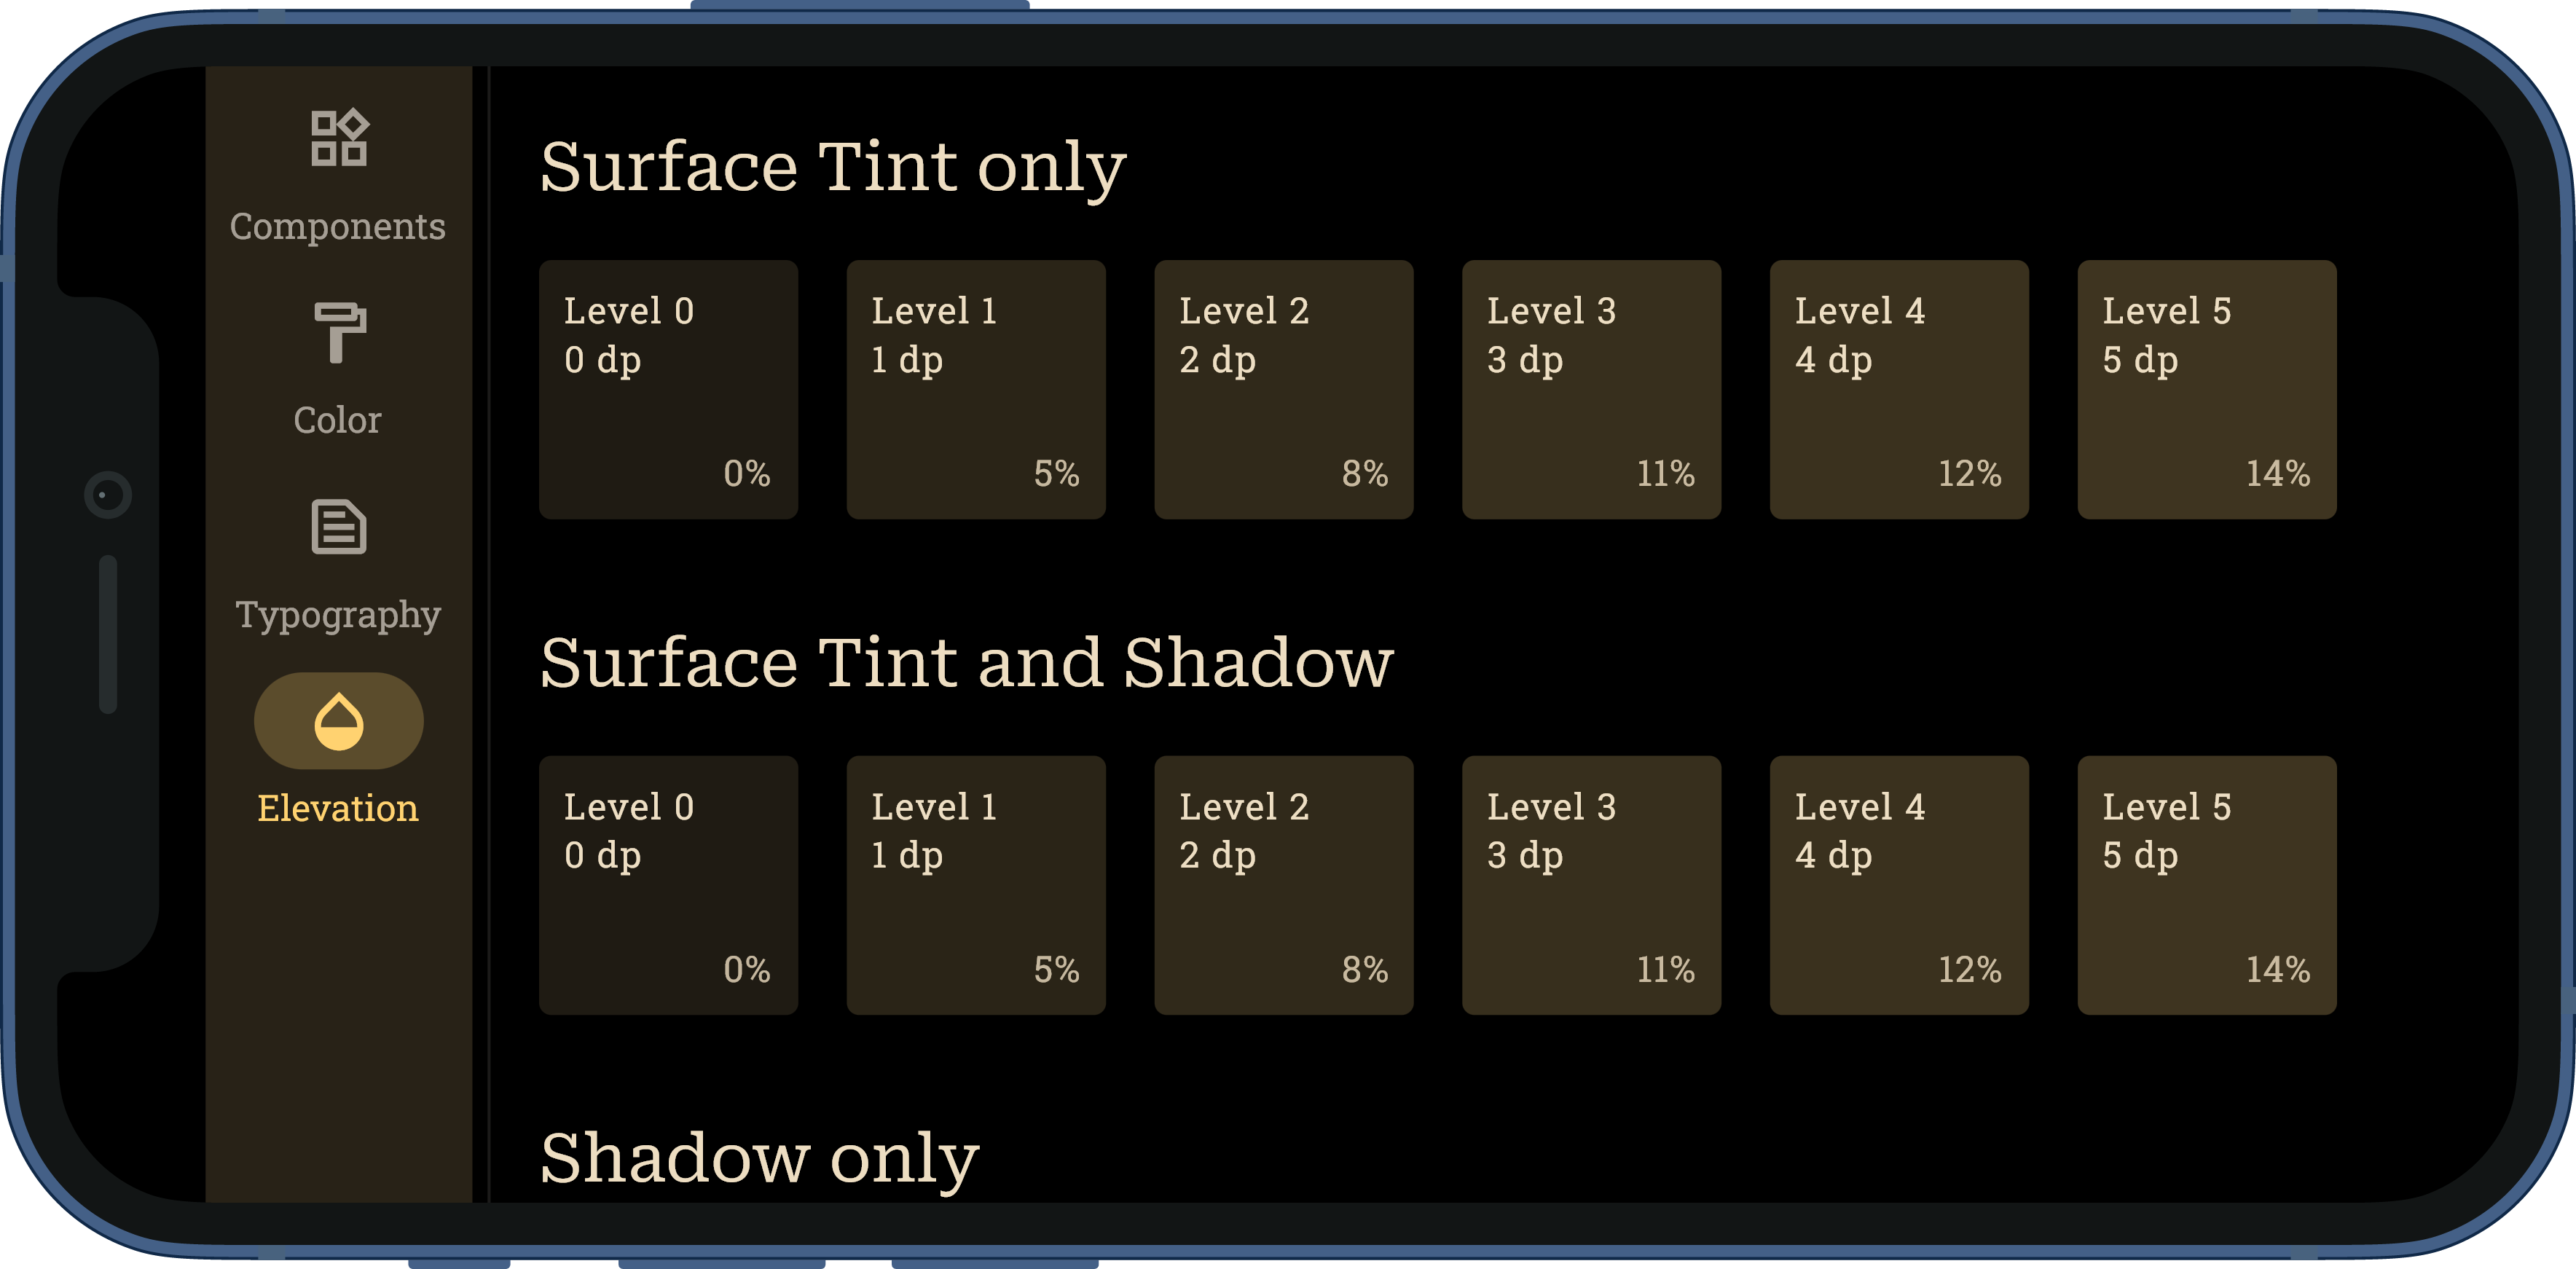 Components
Color
Typography
Elevation
Surface Tint only
Level 0
0 dp
0%
Level 1
1 dp
5%
Level 2
2 dp
8%
Level 3
3 dp
11%
Level 4
4 dp
12%
Level 5
5 dp
14%
Surface Tint and Shadow
Level 0
0 dp
0%
Level 1
1 dp
5%
Level 2
2 dp
8%
Level 3
3 dp
11%
Level 4
4 dp
12%
Level 5
5 dp
14%
Shadow only